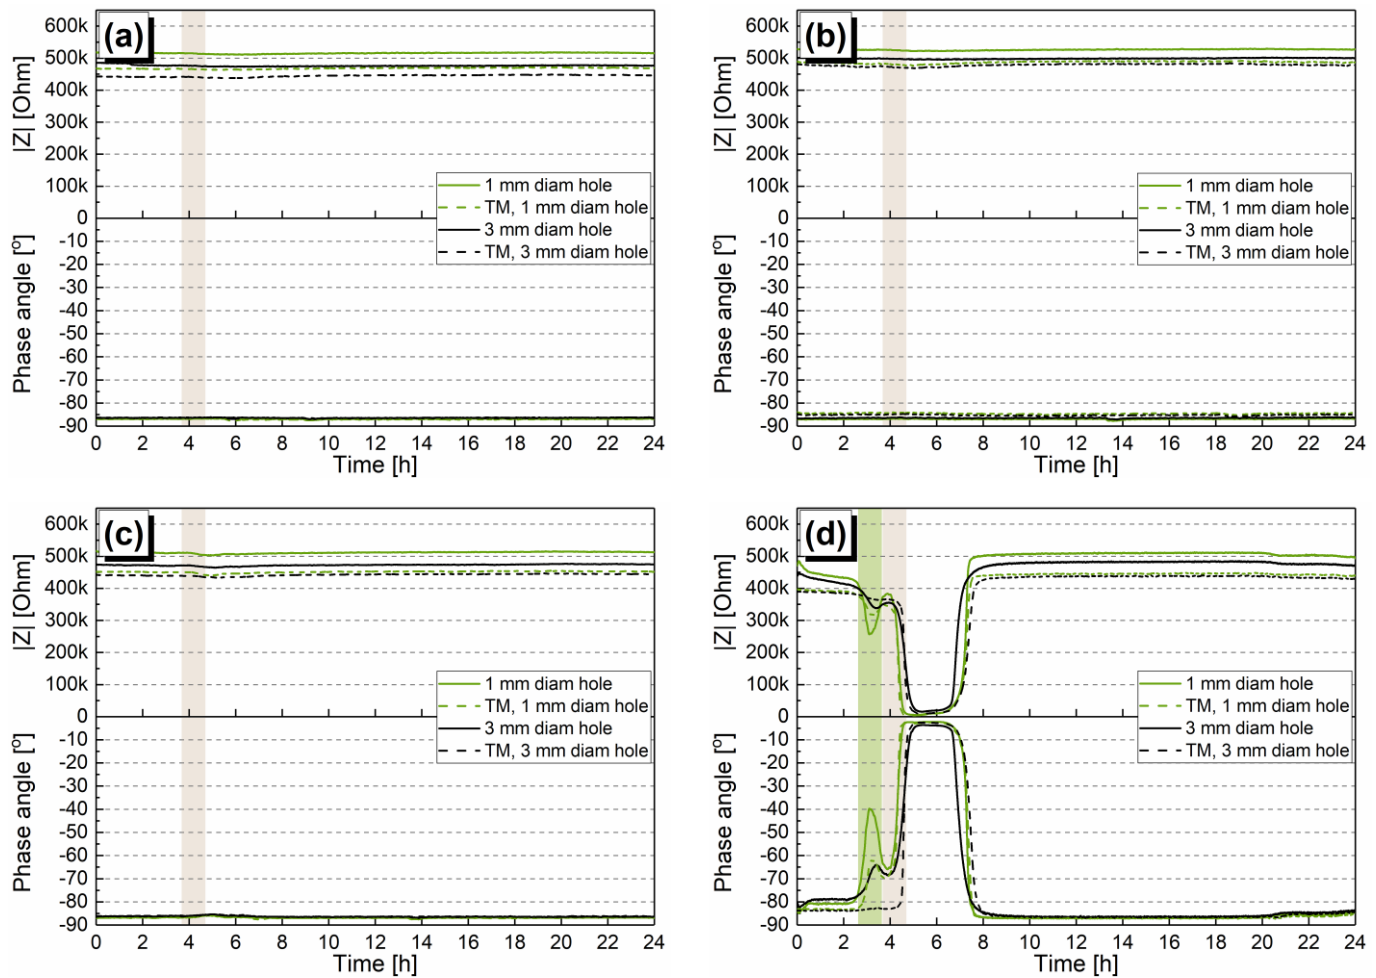 (a)
600k
500k
400k
300k
200k
100k
0
|Z| [Ohm]
1 mm diam hole
TM, 1 mm diam hole
3 mm diam hole
TM, 3 mm diam hole
-10
-20
-30
-40
-50
-60
-70
-80
-90
Phase angle [º]
0 2 4 6 8 10 12 14 16 18 20 22 24
Time [h]
(b)
600k
500k
400k
300k
200k
100k
0
|Z| [Ohm]
1 mm diam hole
TM, 1 mm diam hole
3 mm diam hole
TM, 3 mm diam hole
-10
-20
-30
-40
-50
-60
-70
-80
-90
Phase angle [º]
0 2 4 6 8 10 12 14 16 18 20 22 24
Time [h]
(c)
600k
500k
400k
300k
200k
100k
0
|Z| [Ohm]
1 mm diam hole
TM, 1 mm diam hole
3 mm diam hole
TM, 3 mm diam hole
-10
-20
-30
-40
-50
-60
-70
-80
-90
Phase angle [º]
0 2 4 6 8 10 12 14 16 18 20 22 24
Time [h]
(d)
600k
500k
400k
300k
200k
100k
0
|Z| [Ohm]
1 mm diam hole
TM, 1 mm diam hole
3 mm diam hole
TM, 3 mm diam hole
-10
-20
-30
-40
-50
-60
-70
-80
-90
Phase angle [º]
0 2 4 6 8 10 12 14 16 18 20 22 24
Time [h]